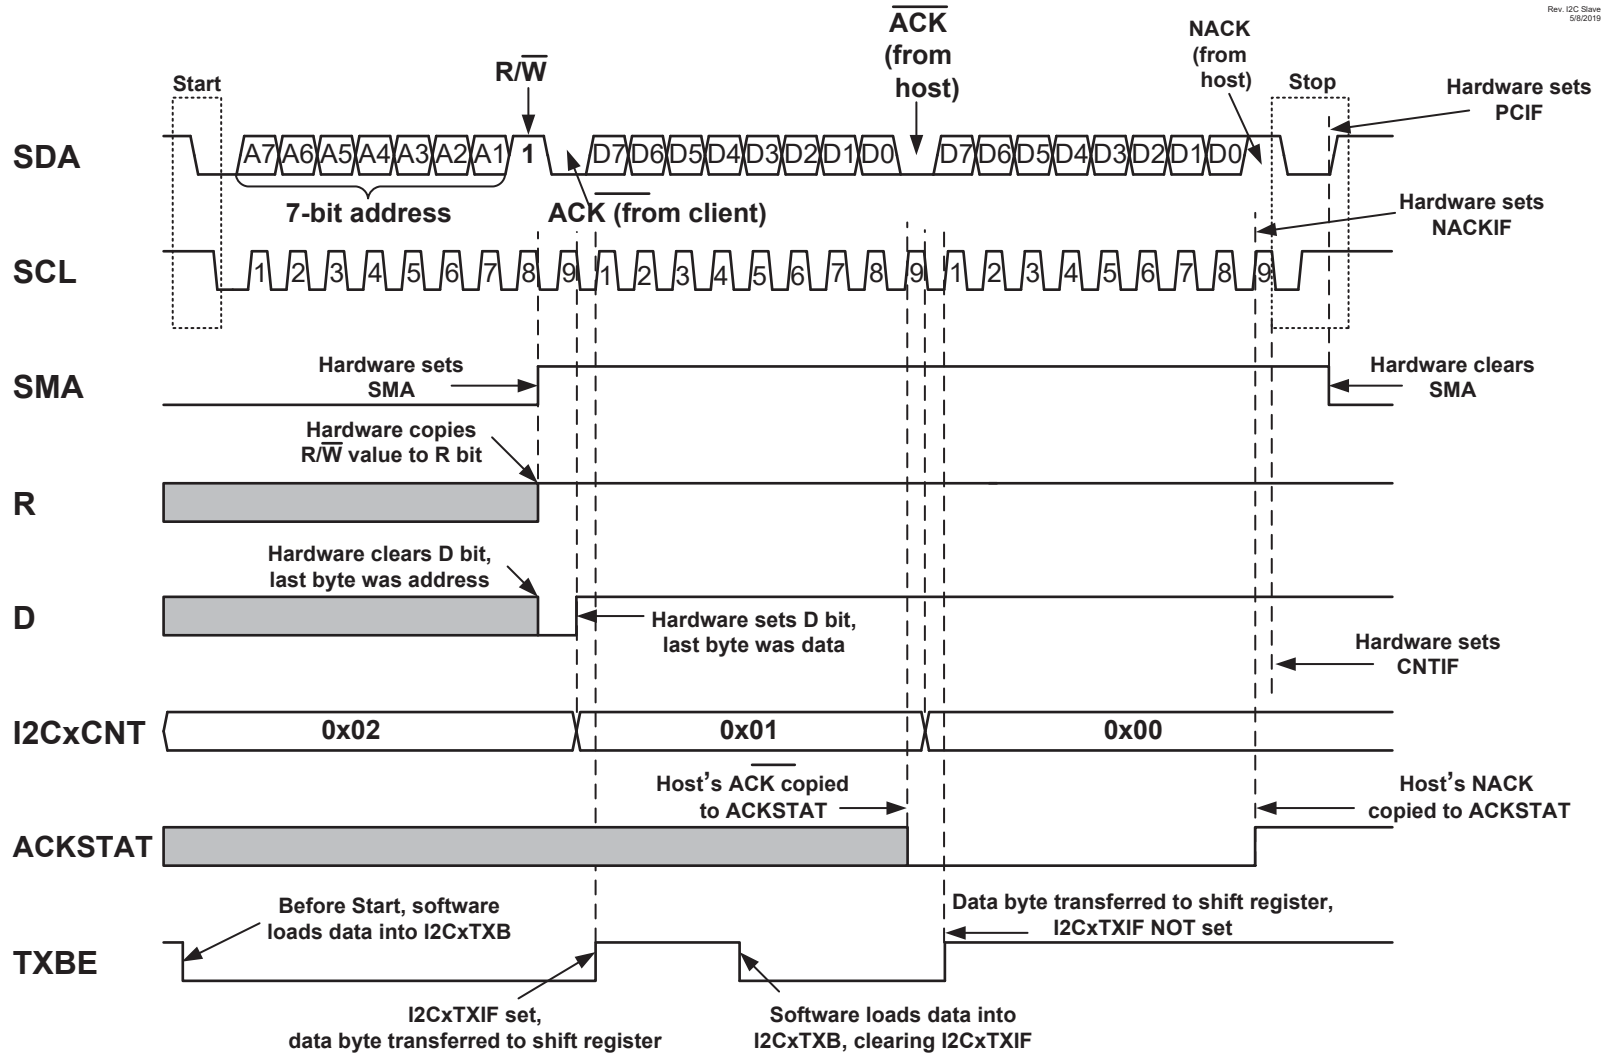 Rev. I2C Slave
5/8/2019
ACK
(from
host)
NACK
(from
host)
R/W
Start
Stop
Hardware sets
PCIF
SDA
A7 A6 A5 A4 A3 A2 A1 1 D7 D6 D5 D4 D3 D2 D1 D0 D7 D6 D5 D4 D3 D2 D1 D0
7-bit address
ACK (from client)
Hardware sets
NACKIF
SCL
1 2 3 4 5 6 7 8 9 1 2 3 4 5 6 7 8 9 1 2 3 4 5 6 7 8 9
SMA
Hardware sets
SMA
Hardware clears
SMA
Hardware copies
R/W value to R bit
R
Hardware clears D bit,
last byte was address
D
Hardware sets D bit,
last byte was data
Hardware sets
CNTIF
I2CxCNT
0x02 0x01 0x00
Host's ACK copied
to ACKSTAT
Host's NACK
copied to ACKSTAT
ACKSTAT
Before Start, software
loads data into I2CxTXB
Data byte transferred to shift register,
I2CxTXIF NOT set
TXBE
I2CxTXIF set,
data byte transferred to shift register
Software loads data into
I2CxTXB, clearing I2CxTXIF